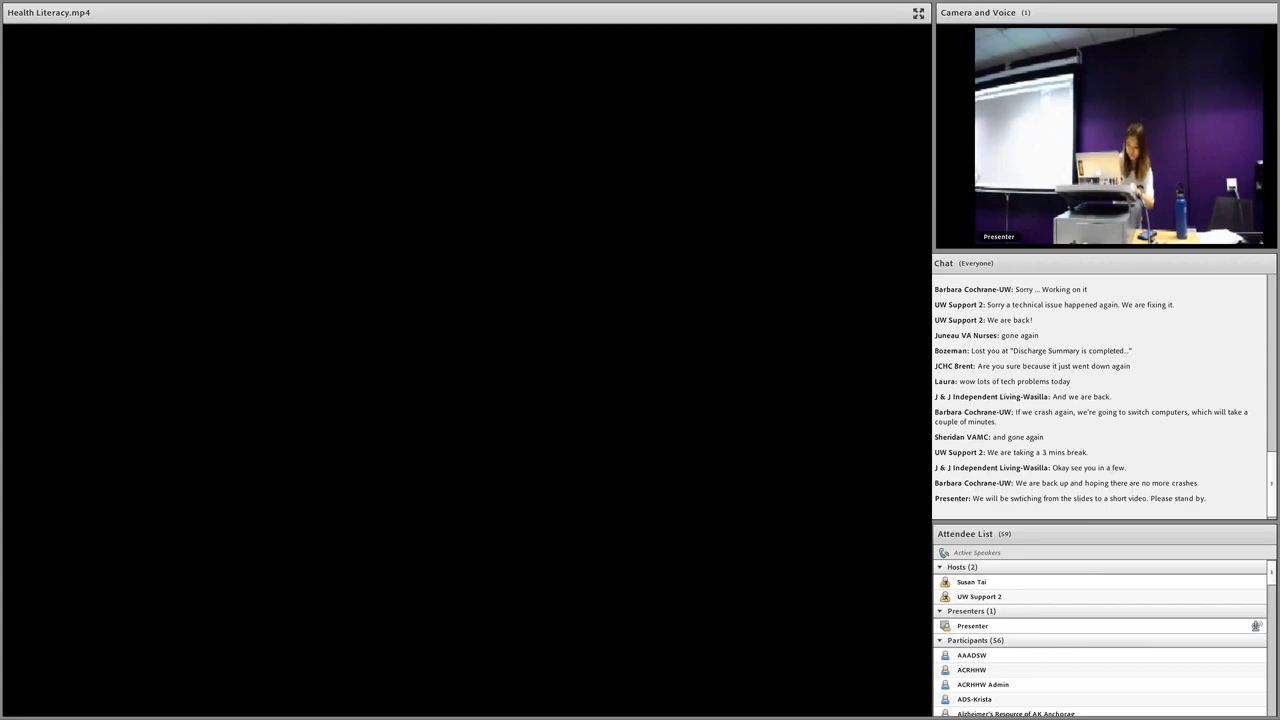 Health Literacy.mp4
Camera and Voice (1)
Presenter
Chat (Everyone)
Barbara Cochrane-UW: Sorry ... Working on it
UW Support 2: Sorry a technical issue happened again. We are fixing it.
UW Support 2: We are back!
Juneau VA Nurses: gone again
Bozeman: Lost you at "Discharge Summary is completed..."
JCHC Brent: Are you sure because it just went down again
Laura: wow lots of tech problems today
J & J Independent Living-Wasilla: And we are back.
Barbara Cochrane-UW: If we crash again, we're going to switch computers, which will take a
couple of minutes.
Sheridan VAMC: and gone again
UW Support 2: We are taking a 3 mins break.
J & J Independent Living-Wasilla: Okay see you in a few.
Barbara Cochrane-UW: We are back up and hoping there are no more crashes
Presenter: We will be swtiching from the slides to a short video. Please stand by.
Attendee List (59)
Active Speakers
Hosts (2)
Susan Tai
UW Support 2
Presenters (1)
Presenter
Participants (56)
AAADSW
ACRHHW
ACRHHW Admin
ADS-Krista
Alzheimer's Resource of AK Anchorag